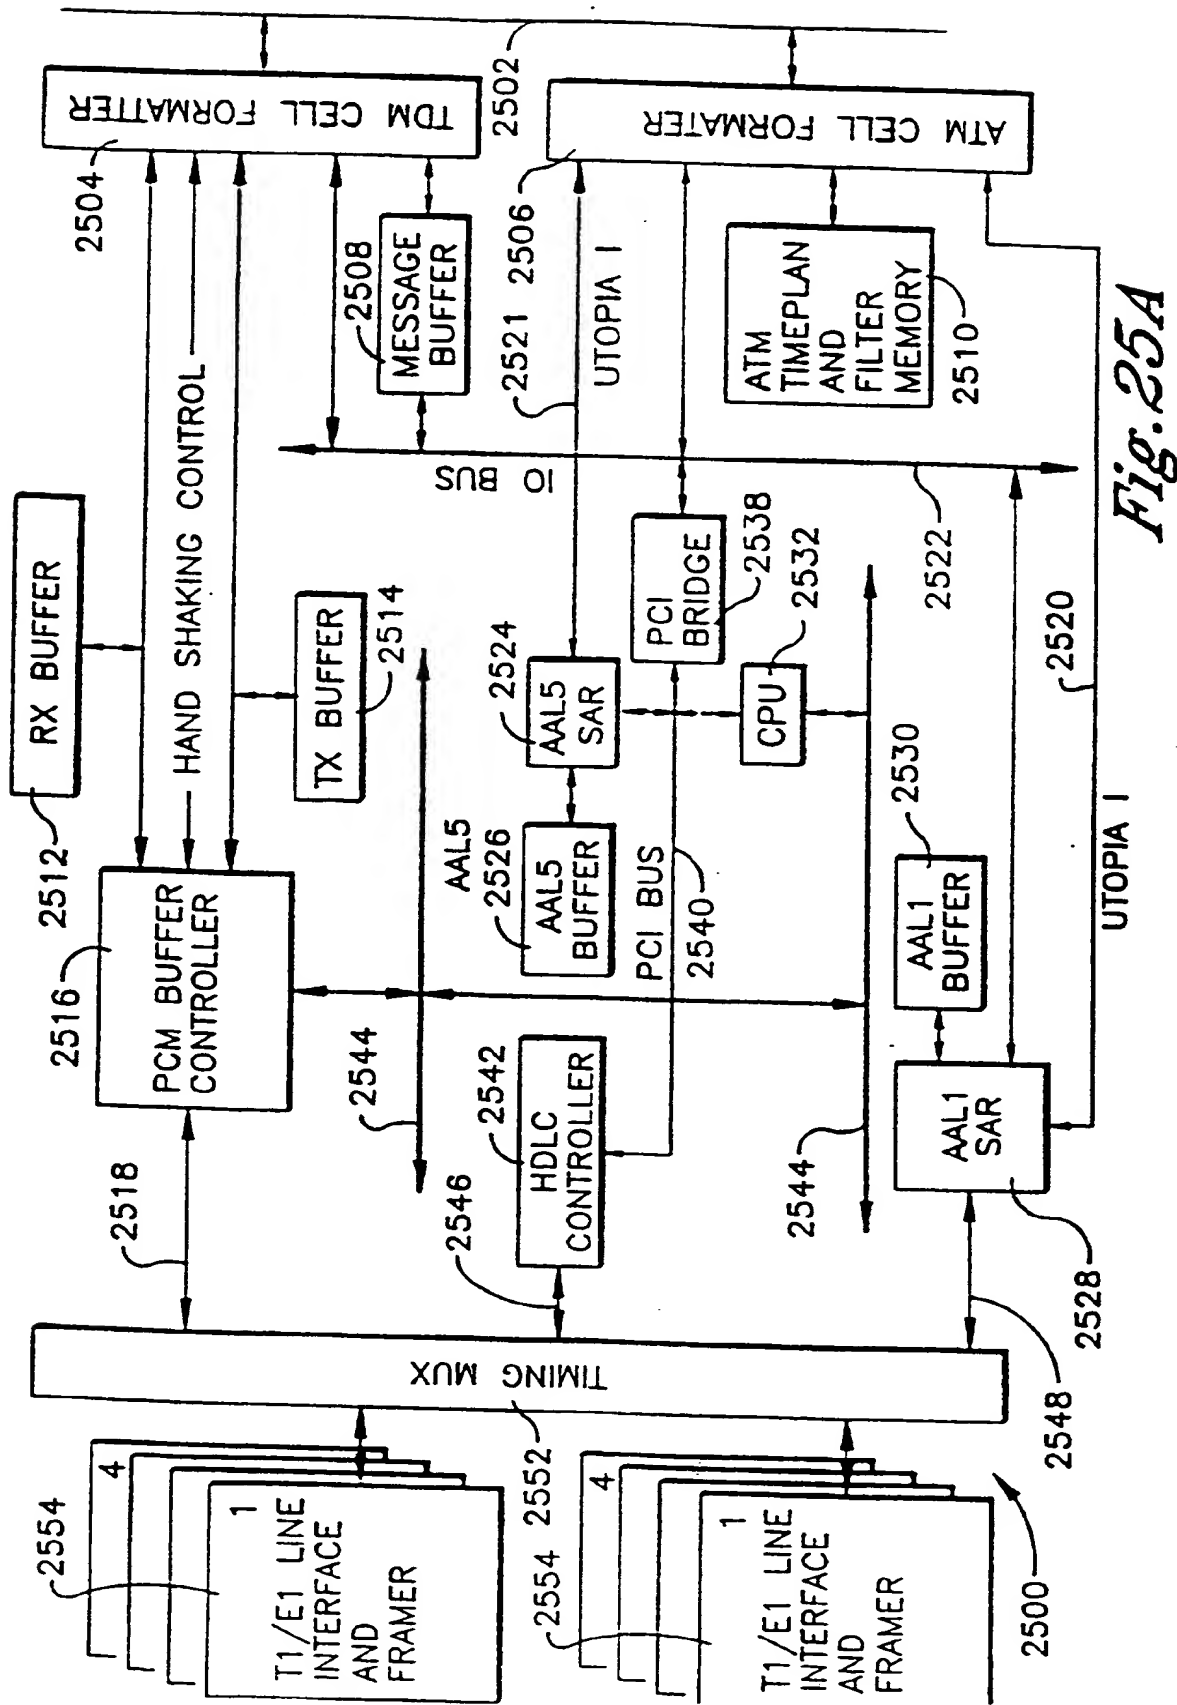 2554
4
1
T1/E1 LINE
INTERFACE
AND
FRAMER
2554
4
1
T1/E1 LINE
INTERFACE
AND
FRAMER
2500
TIMING MUX
2552
2518
2546
2548
2528
2516
PCM BUFFER
CONTROLLER
2544
2542
HDLC
CONTROLLER
2544
AAL1
SAR
2512
RX BUFFER
HAND SHAKING CONTROL
TX BUFFER
2514
AAL5
2526
AAL5
BUFFER
PCI BUS
2540
2524
AAL5
SAR
CPU
2532
PCI
BRIDGE
2538
2530
AAL1
BUFFER
UTOPIA I
2520
2522
IO BUS
2508
MESSAGE
BUFFER
2521
UTOPIA I
2506
2504
TDM CELL FORMATTER
2502
ATM CELL FORMATER
ATM
TIMEPLAN
AND
FILTER
MEMORY
2510
Fig. 25A